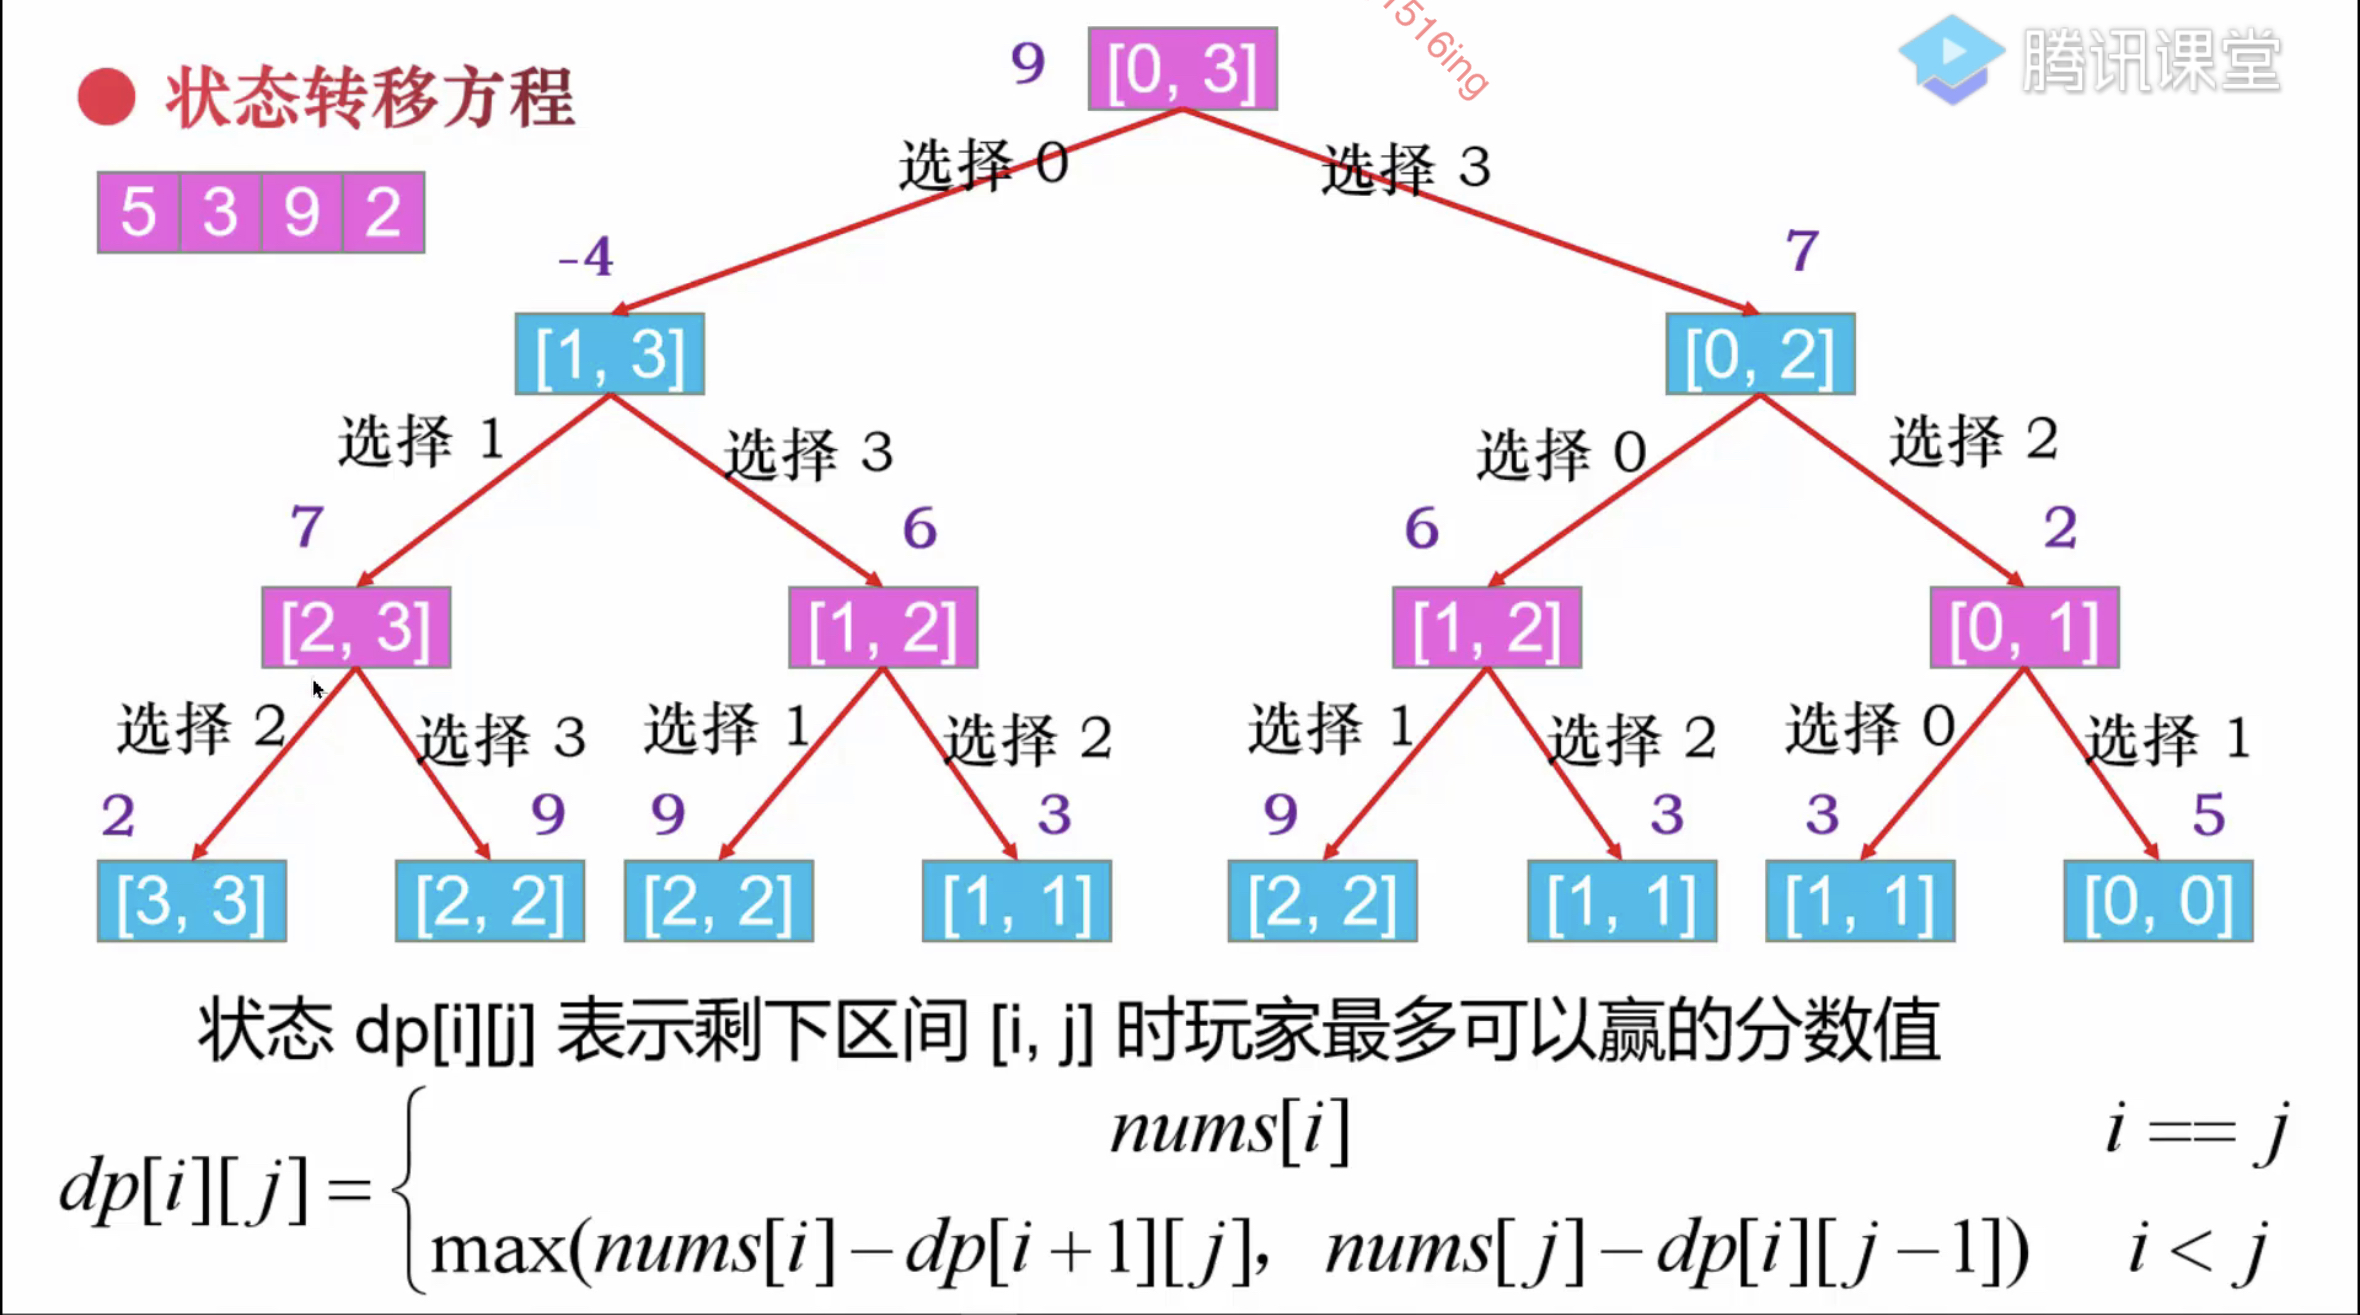 15516ing
9 [0, 3]
腾讯课堂
状态转移方程
选择 0 选择 3
5 3 9 2
-4 7
[1, 3] [0, 2]
选择 1 选择 3 选择 0 选择 2
7 6 6 2
[2, 3] [1, 2] [1, 2] [0, 1]
选择 2 选择 3 选择 1 选择 2 选择 1 选择 2 选择 0 选择 1
2 9 9 3 9 3 3 5
[3, 3] [2, 2] [2, 2] [1, 1] [2, 2] [1, 1] [1, 1] [0, 0]
状态 dp[i][j] 表示剩下区间 [i, j] 时玩家最多可以赢的分数值
nums[i] i == j
dp[i][j] =
max(nums[i] − dp[i + 1][j], nums[j] − dp[i][j − 1]) i < j